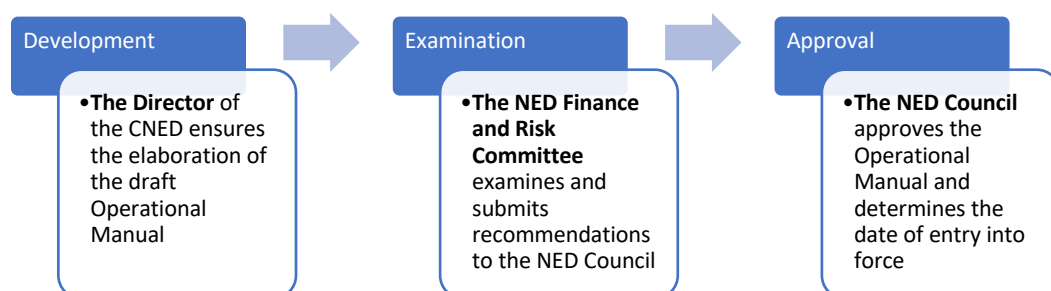 Development
•The Director of
the CNED ensures
the elaboration of
the draft
Operational
Manual
Examination
•The NED Finance
and Risk
Committee
examines and
submits
recommendations
to the NED Council
Approval
•The NED Council
approves the
Operational
Manual and
determines the
date of entry into
force